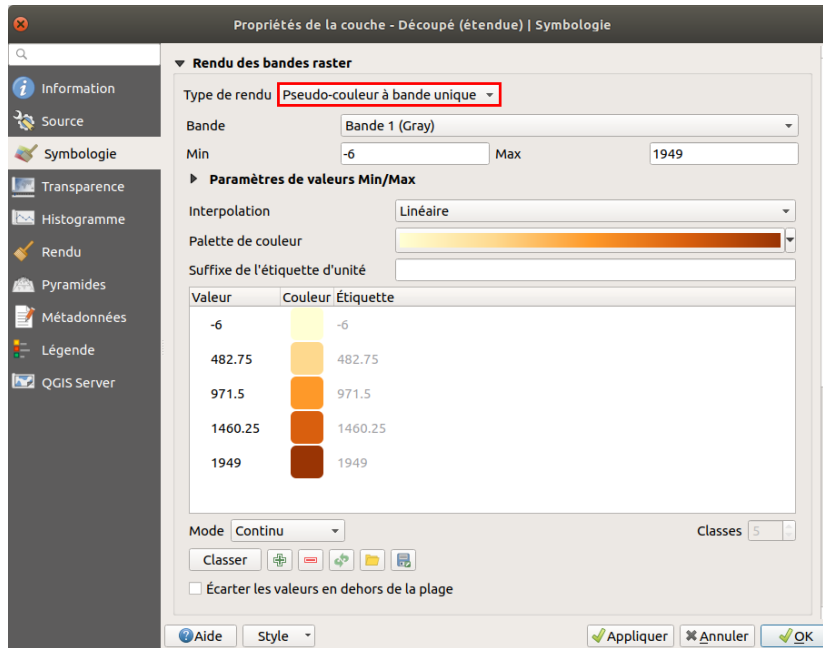 Propriétés de la couche - Découpé (étendue) | Symbologie
Information
Source
Symbologie
Transparence
Histogramme
Rendu
Pyramides
Métadonnées
Légende
QGIS Server
Rendu des bandes raster
Type de rendu Pseudo-couleur à bande unique
Bande Bande 1 (Gray)
Min -6 Max 1949
Paramètres de valeurs Min/Max
Interpolation Linéaire
Palette de couleur
Suffixe de l'étiquette d'unité
Valeur Couleur Étiquette
-6 -6
482.75 482.75
971.5 971.5
1460.25 1460.25
1949 1949
Mode Continu Classes 5
Classer
Écarter les valeurs en dehors de la plage
Aide Style Appliquer Annuler OK